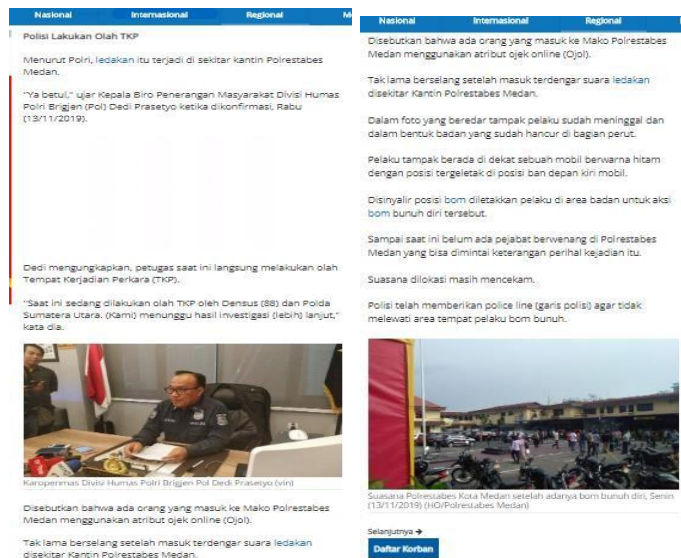 Nasional Internasional Regional M
Polisi Lakukan Olah TKP
Menurut Polri, ledakan itu terjadi di sekitar kantin Polrestabes
Medan.
"Ya betul," ujar Kepala Biro Penerangan Masyarakat Divisi Humas
Polri Brigjen (Pol) Dedi Prasetyo ketika dikonfirmasi, Rabu
(13/11/2019).
Dedi mengungkapkan, petugas saat ini langsung melakukan olah
Tempat Kerjadian Perkara (TKP).
"Saat ini sedang dilakukan olah TKP oleh Densus (88) dan Polda
Sumatera Utara. (Kami) menunggu hasil investigasi (lebih) lanjut,"
kata dia.
Karopenmas Divisi Humas Polri Brigjen Pol Dedi Prasetyo (vin)
Disebutkan bahwa ada orang yang masuk ke Mako Polrestabes
Medan menggunakan atribut ojek online (Ojol).
Tak lama berselang setelah masuk terdengar suara ledakan
disekitar Kantin Polrestabes Medan.
Nasional Internasional Regional
Disebutkan bahwa ada orang yang masuk ke Mako Polrestabes
Medan menggunakan atribut ojek online (Ojol).
Tak lama berselang setelah masuk terdengar suara ledakan
disekitar Kantin Polrestabes Medan.
Dalam foto yang beredar tampak pelaku sudah meninggal dan
dalam bentuk badan yang sudah hancur di bagian perut.
Pelaku tampak berada di dekat sebuah mobil berwarna hitam
dengan posisi tergeletak di posisi ban depan kiri mobil.
Disinyalir posisi bom diletakkan pelaku di area badan untuk aksi
bom bunuh diri tersebut.
Sampai saat ini belum ada pejabat berwenang di Polrestabes
Medan yang bisa dimintai keterangan perihal kejadian itu.
Suasana dilokasi masih mencekam.
Polisi telah memberikan police line (garis polisi) agar tidak
melewati area tempat pelaku bom bunuh.
Suasana Polrestabes Kota Medan setelah adanya bom bunuh diri, Senin
(13/11/2019) (HO/Polrestabes Medan)
Selanjutnya →
Daftar Korban